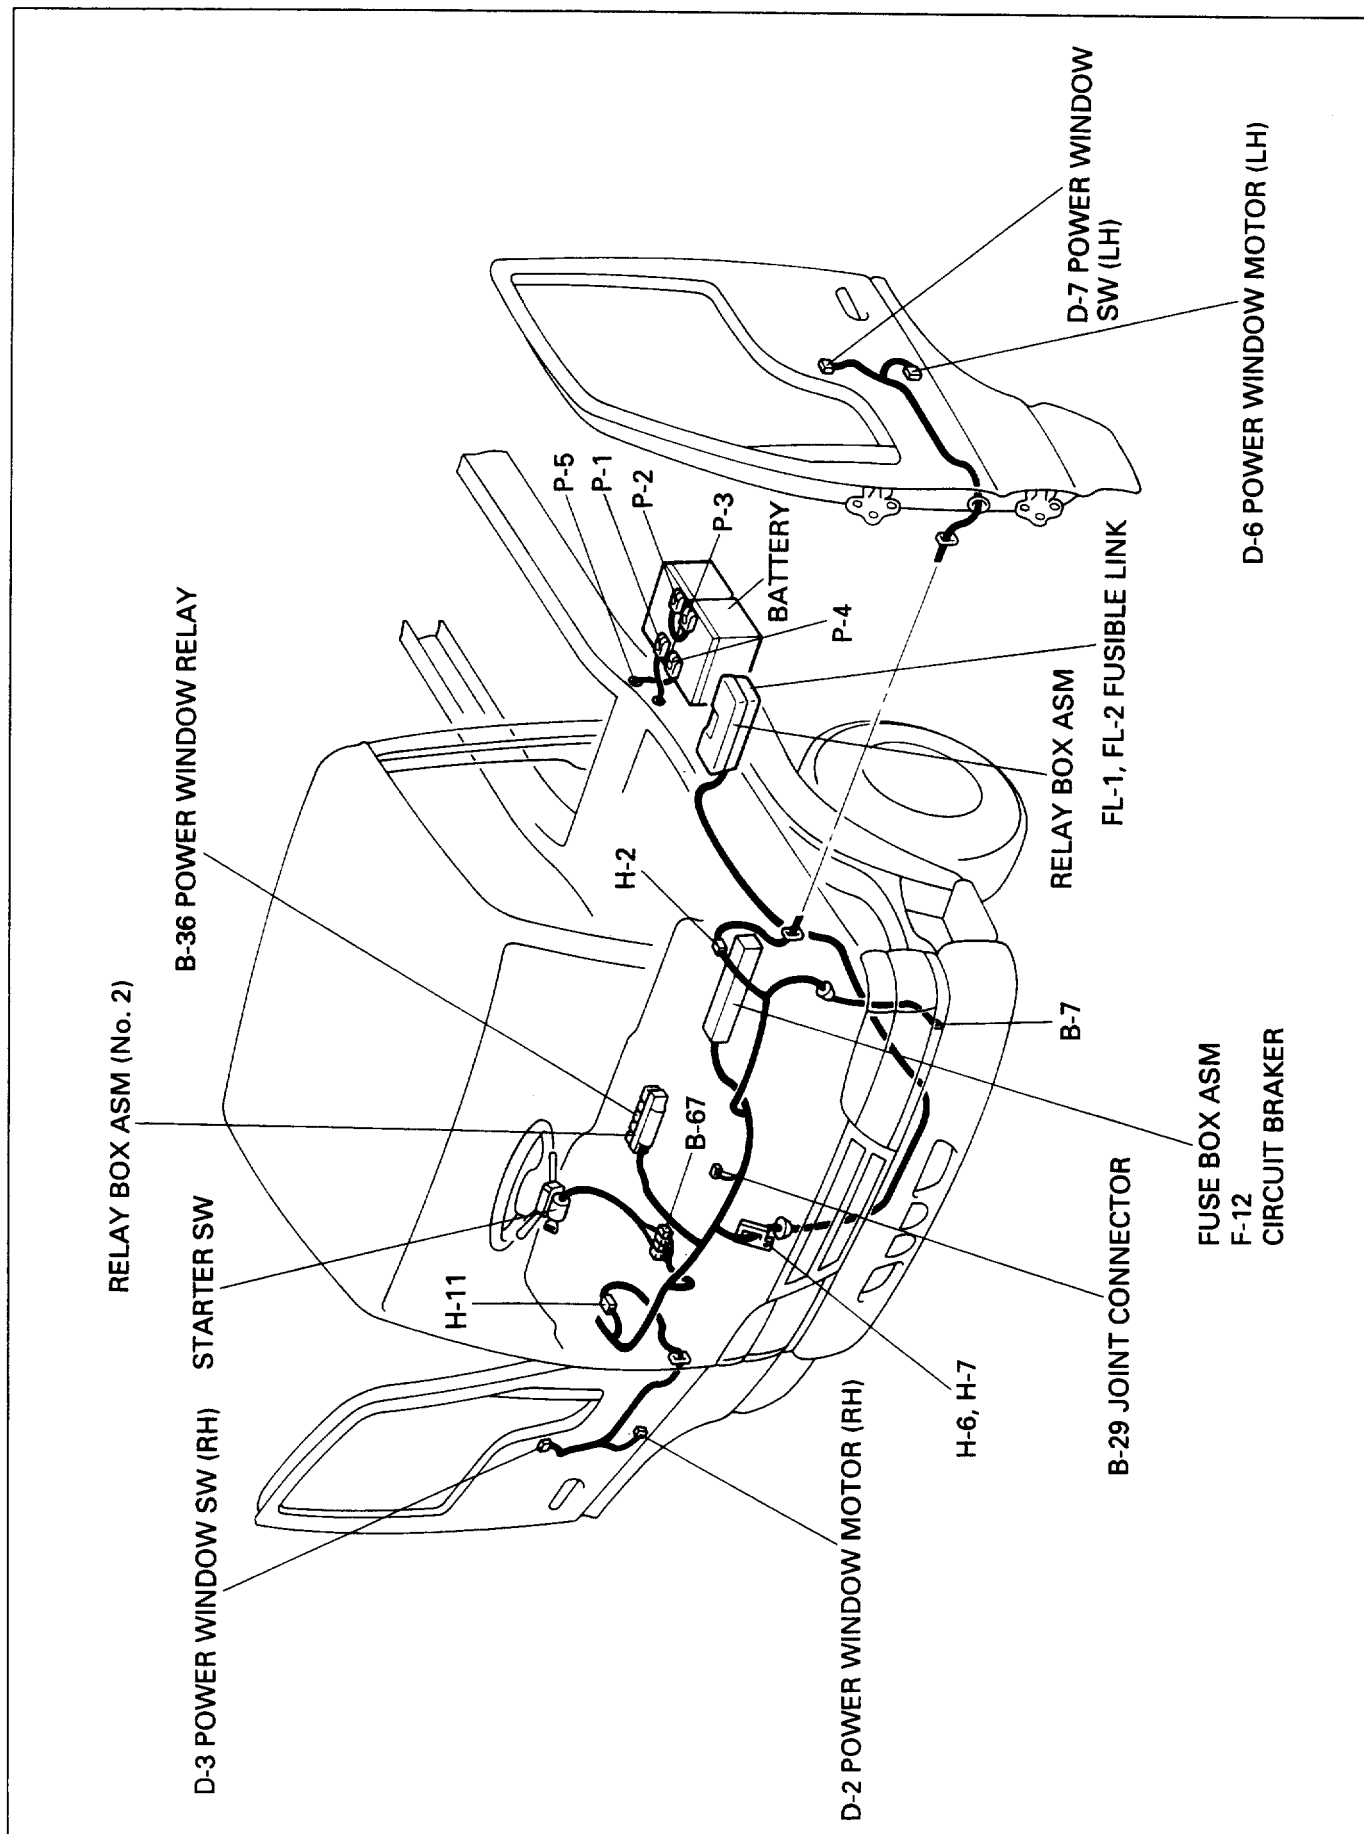 RELAY BOX ASM (No. 2)
B-36 POWER WINDOW RELAY
D-3 POWER WINDOW SW (RH)
STARTER SW
H-11
B-67
H-2
P-5
P-1
P-2
P-3
BATTERY
P-4
D-7 POWER WINDOW
SW (LH)
D-6 POWER WINDOW MOTOR (LH)
RELAY BOX ASM
FL-1, FL-2 FUSIBLE LINK
B-7
FUSE BOX ASM
F-12
CIRCUIT BRAKER
B-29 JOINT CONNECTOR
H-6, H-7
D-2 POWER WINDOW MOTOR (RH)